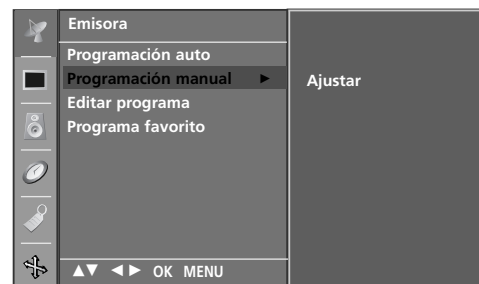 Emisora
Programación auto
Programación manual ►
Ajustar
Editar programa
Programa favorito
▲▼ ◄► OK MENU